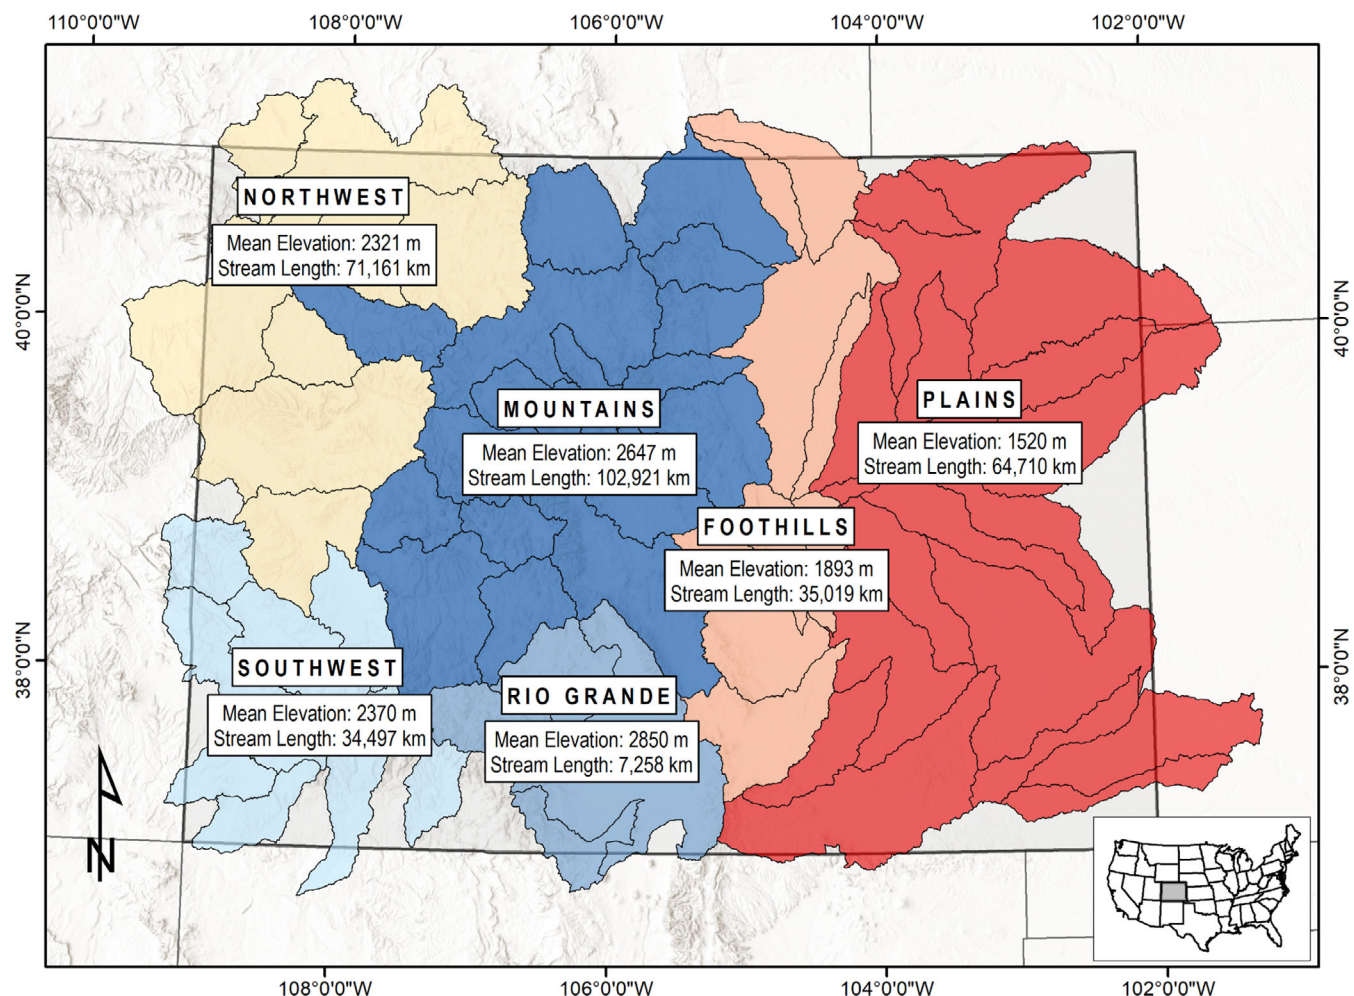 110°0'0"W
108°0'0"W
106°0'0"W
104°0'0"W
102°0'0"W
40°0'0"N
38°0'0"N
NORTHWEST
Mean Elevation: 2321 m
Stream Length: 71,161 km
MOUNTAINS
Mean Elevation: 2647 m
Stream Length: 102,921 km
PLAINS
Mean Elevation: 1520 m
Stream Length: 64,710 km
FOOTHILLS
Mean Elevation: 1893 m
Stream Length: 35,019 km
SOUTHWEST
Mean Elevation: 2370 m
Stream Length: 34,497 km
RIO GRANDE
Mean Elevation: 2850 m
Stream Length: 7,258 km
N
40°0'0"N
38°0'0"N
108°0'0"W
106°0'0"W
104°0'0"W
102°0'0"W